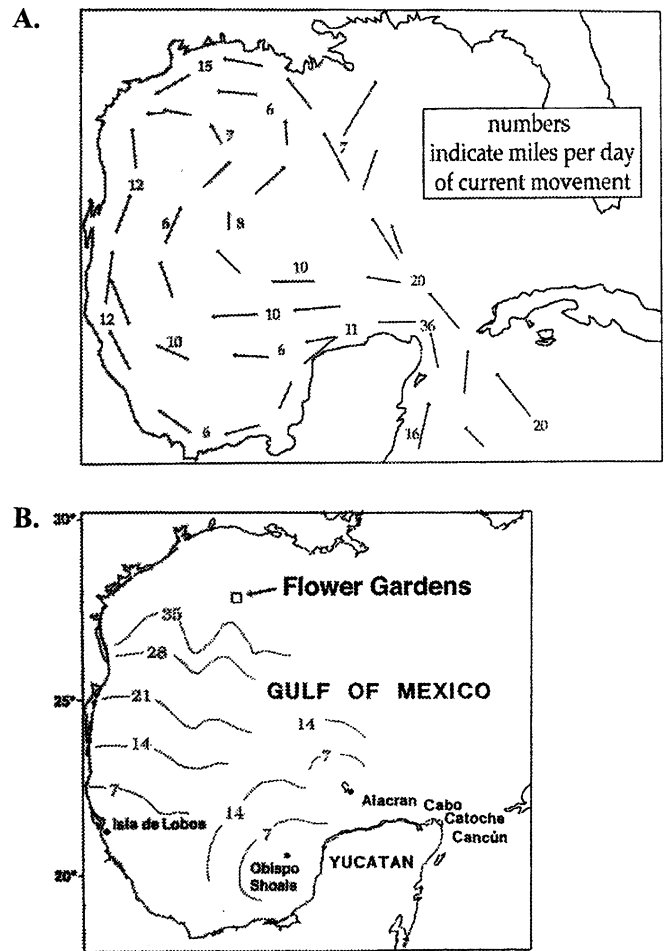 A.
15
6
7
7
numbers
indicate miles per day
of current movement
12
6
8
10
20
12
10
10
6
11
36
6
16
20
B.
30°
Flower Gardens
35
28
GULF OF MEXICO
25°
21
14
14
7
7
14
Alacran
Cabo
Catoche
Cancún
Isla de Lobos
7
Obispo
Shoals
YUCATAN
20°